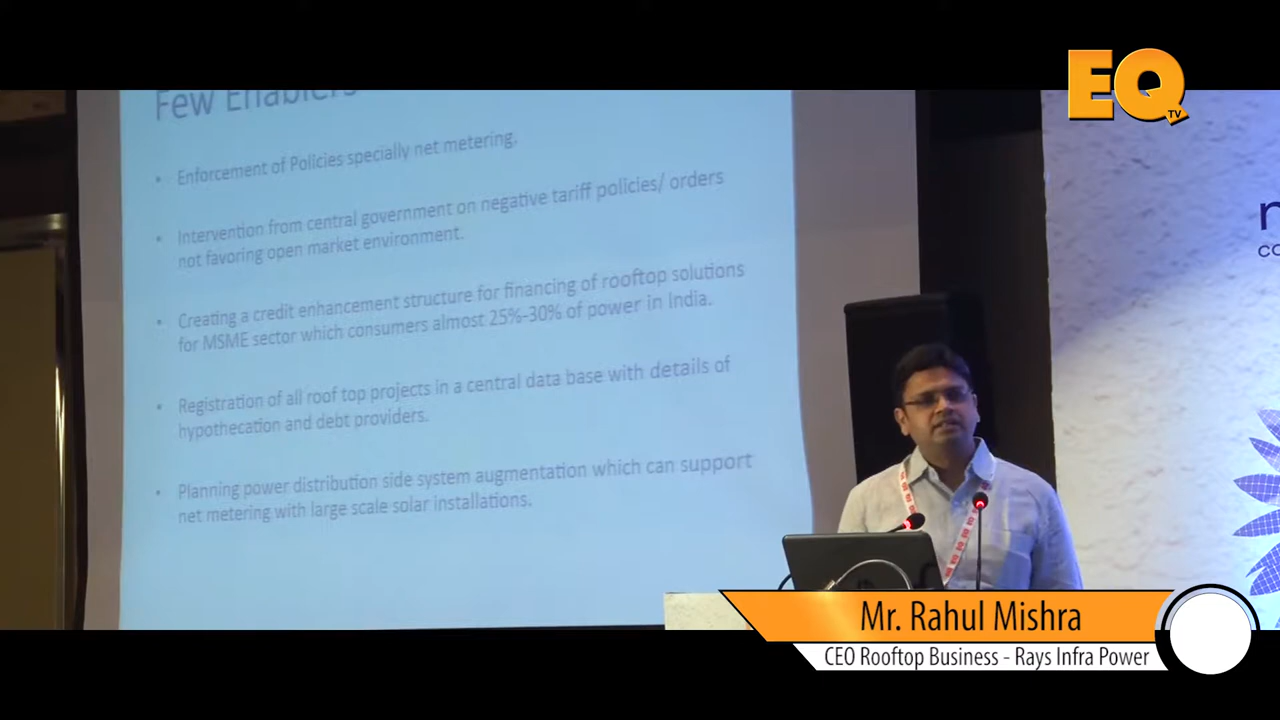 EQ
TV
Few Enablers
• Enforcement of Policies specially net metering.
• Intervention from central government on negative tariff policies/ orders
not favoring open market environment.
• Creating a credit enhancement structure for financing of rooftop solutions
for MSME sector which consumers almost 25%-30% of power in India.
• Registration of all roof top projects in a central data base with details of
hypothecation and debt providers.
• Planning power distribution side system augmentation which can support
net metering with large scale solar installations.
Mr. Rahul Mishra
CEO Rooftop Business - Rays Infra Power